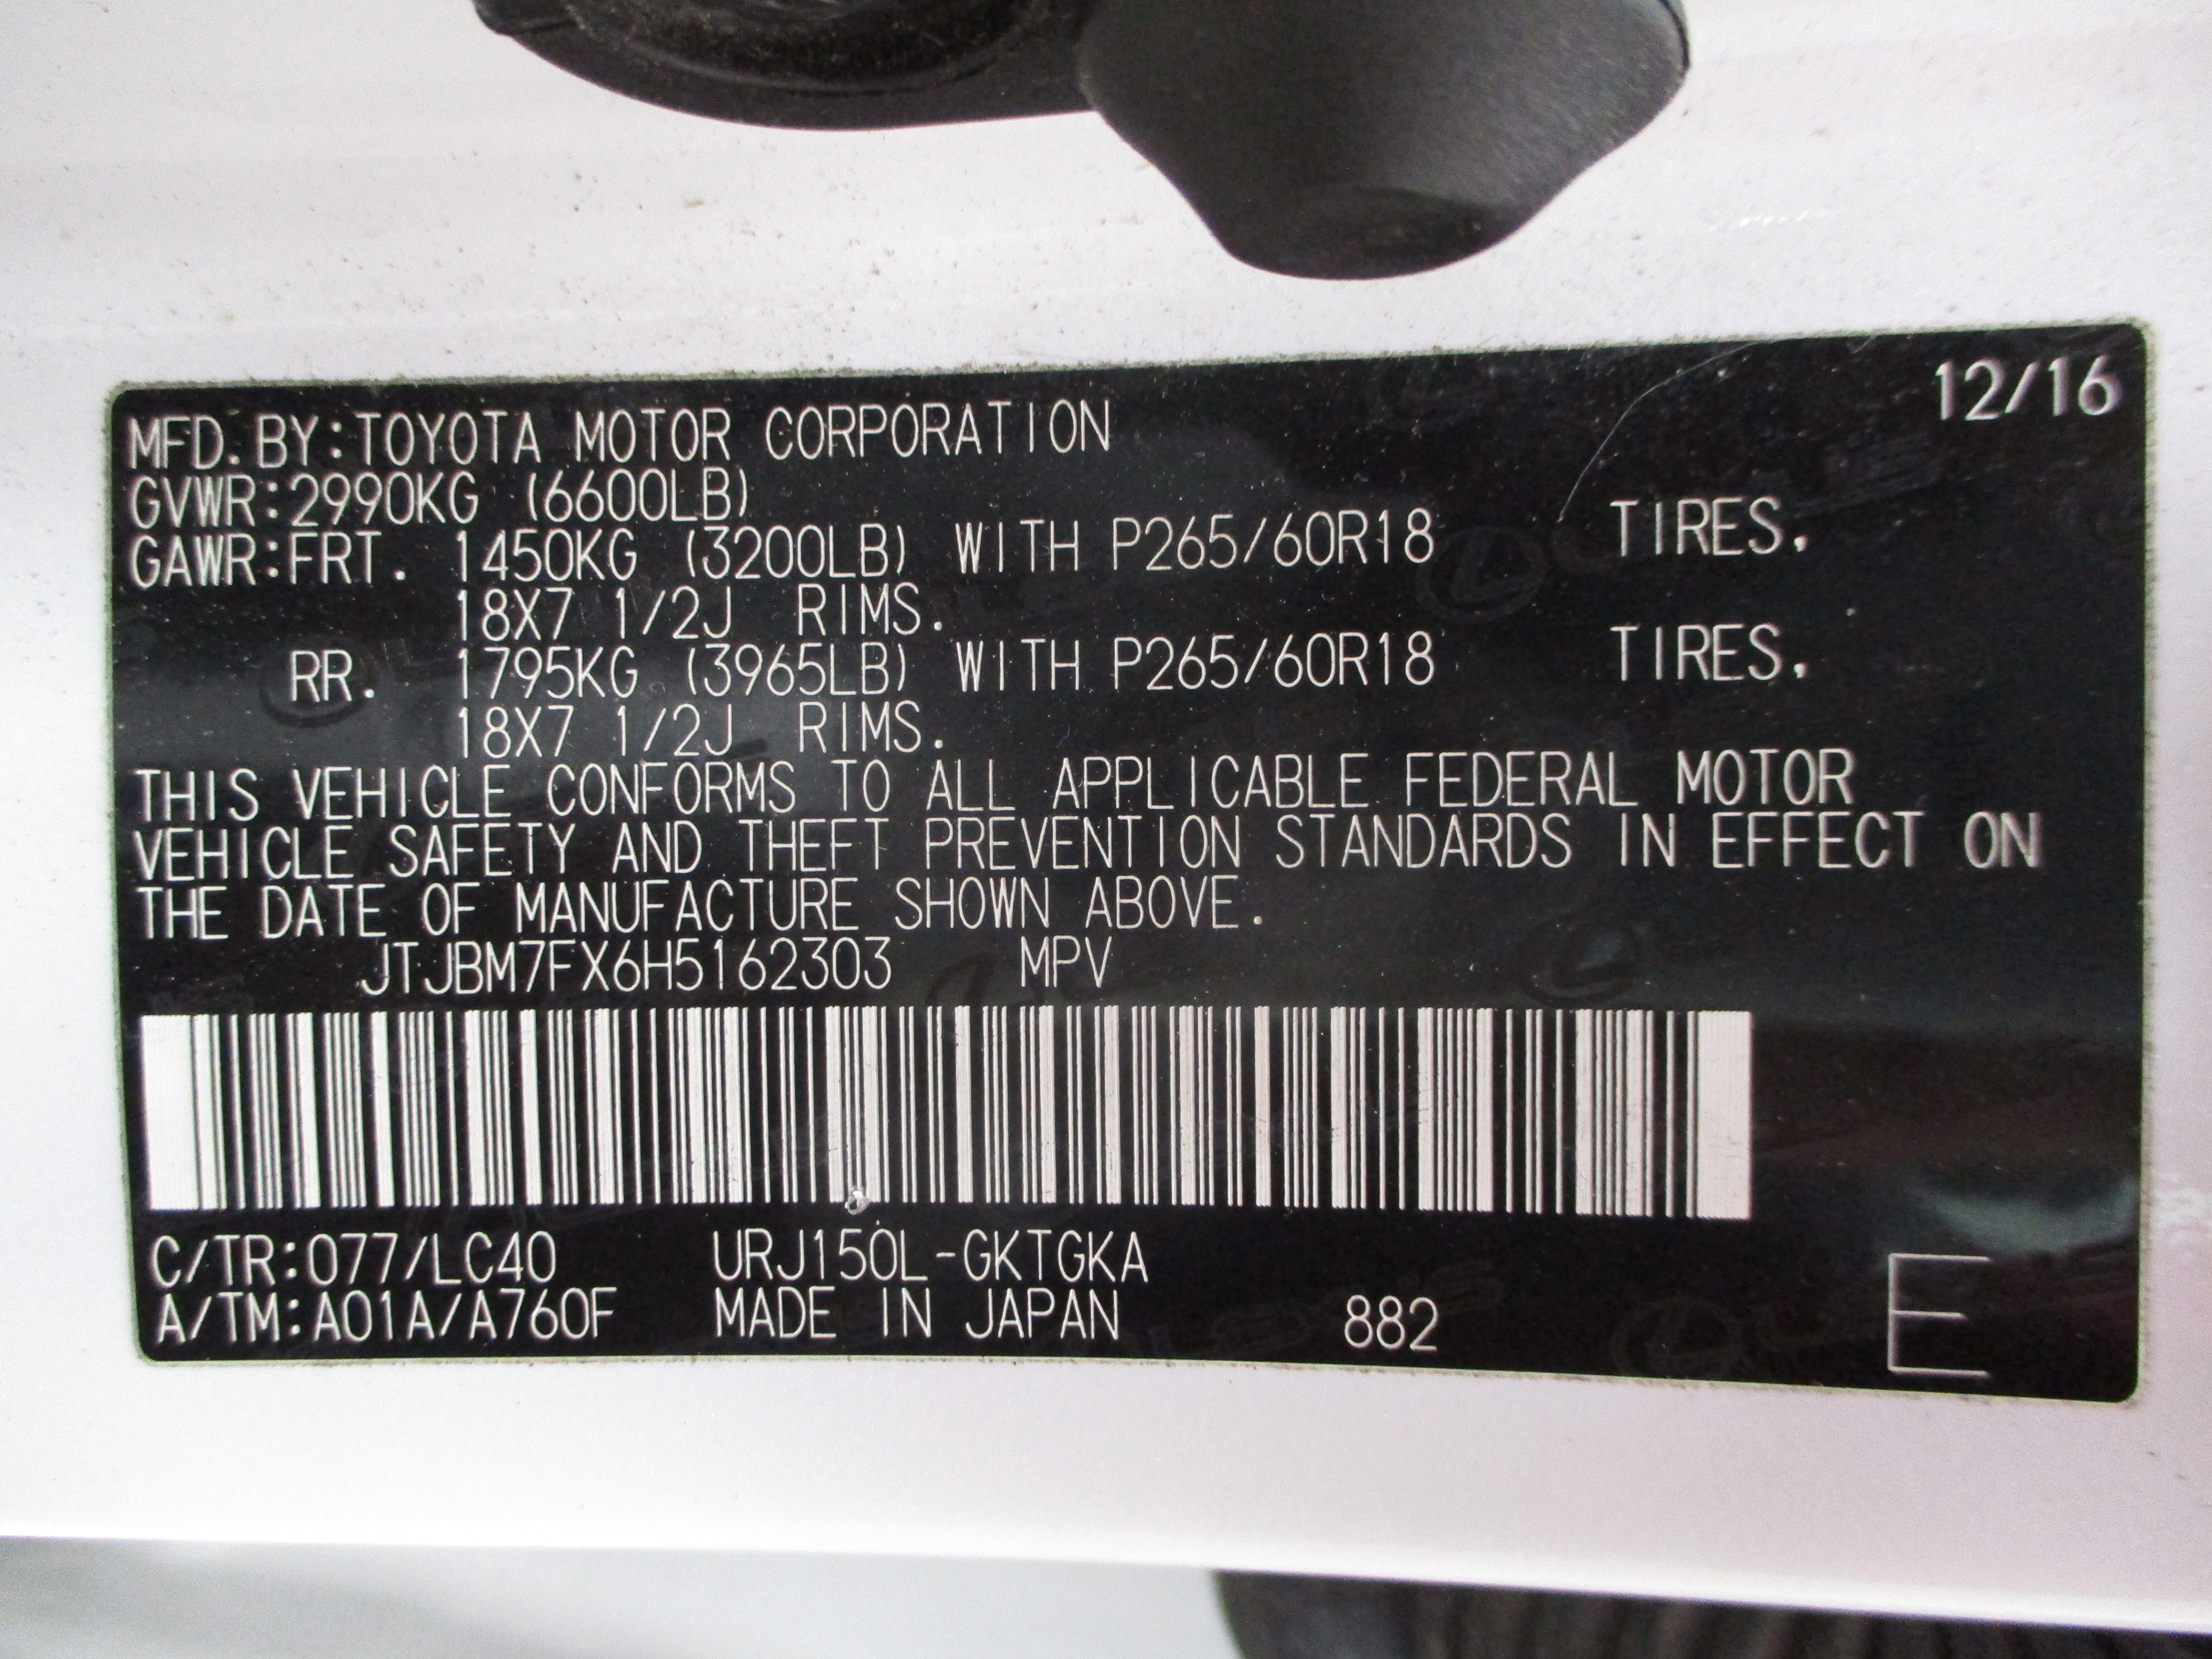 12/16
MFD.BY:TOYOTA MOTOR CORPORATION
GVWR:2990KG (6600LB)
GAWR:FRT. 1450KG (3200LB) WITH P265/60R18 TIRES.
18X7 1/2J RIMS.
RR. 1795KG (3965LB) WITH P265/60R18 TIRES.
18X7 1/2J RIMS.
THIS VEHICLE CONFORMS TO ALL APPLICABLE FEDERAL MOTOR
VEHICLE SAFETY AND THEFT PREVENTION STANDARDS IN EFFECT ON
THE DATE OF MANUFACTURE SHOWN ABOVE.
JTJBM7FX6H5162303 MPV
C/TR:077/LC40 URJ150L-GKTGKA
A/TM:A01A/A760F MADE IN JAPAN 882 E